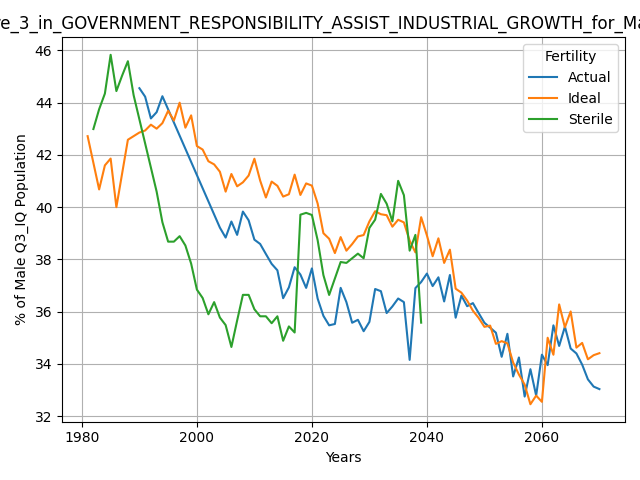 e_3_in_GOVERNMENT_RESPONSIBILITY_ASSIST_INDUSTRIAL_GROWTH_for_Ma
Fertility
Actual
Ideal
Sterile
46
44
42
40
38
36
34
32
% of Male Q3_IQ Population
1980
2000
2020
2040
2060
Years